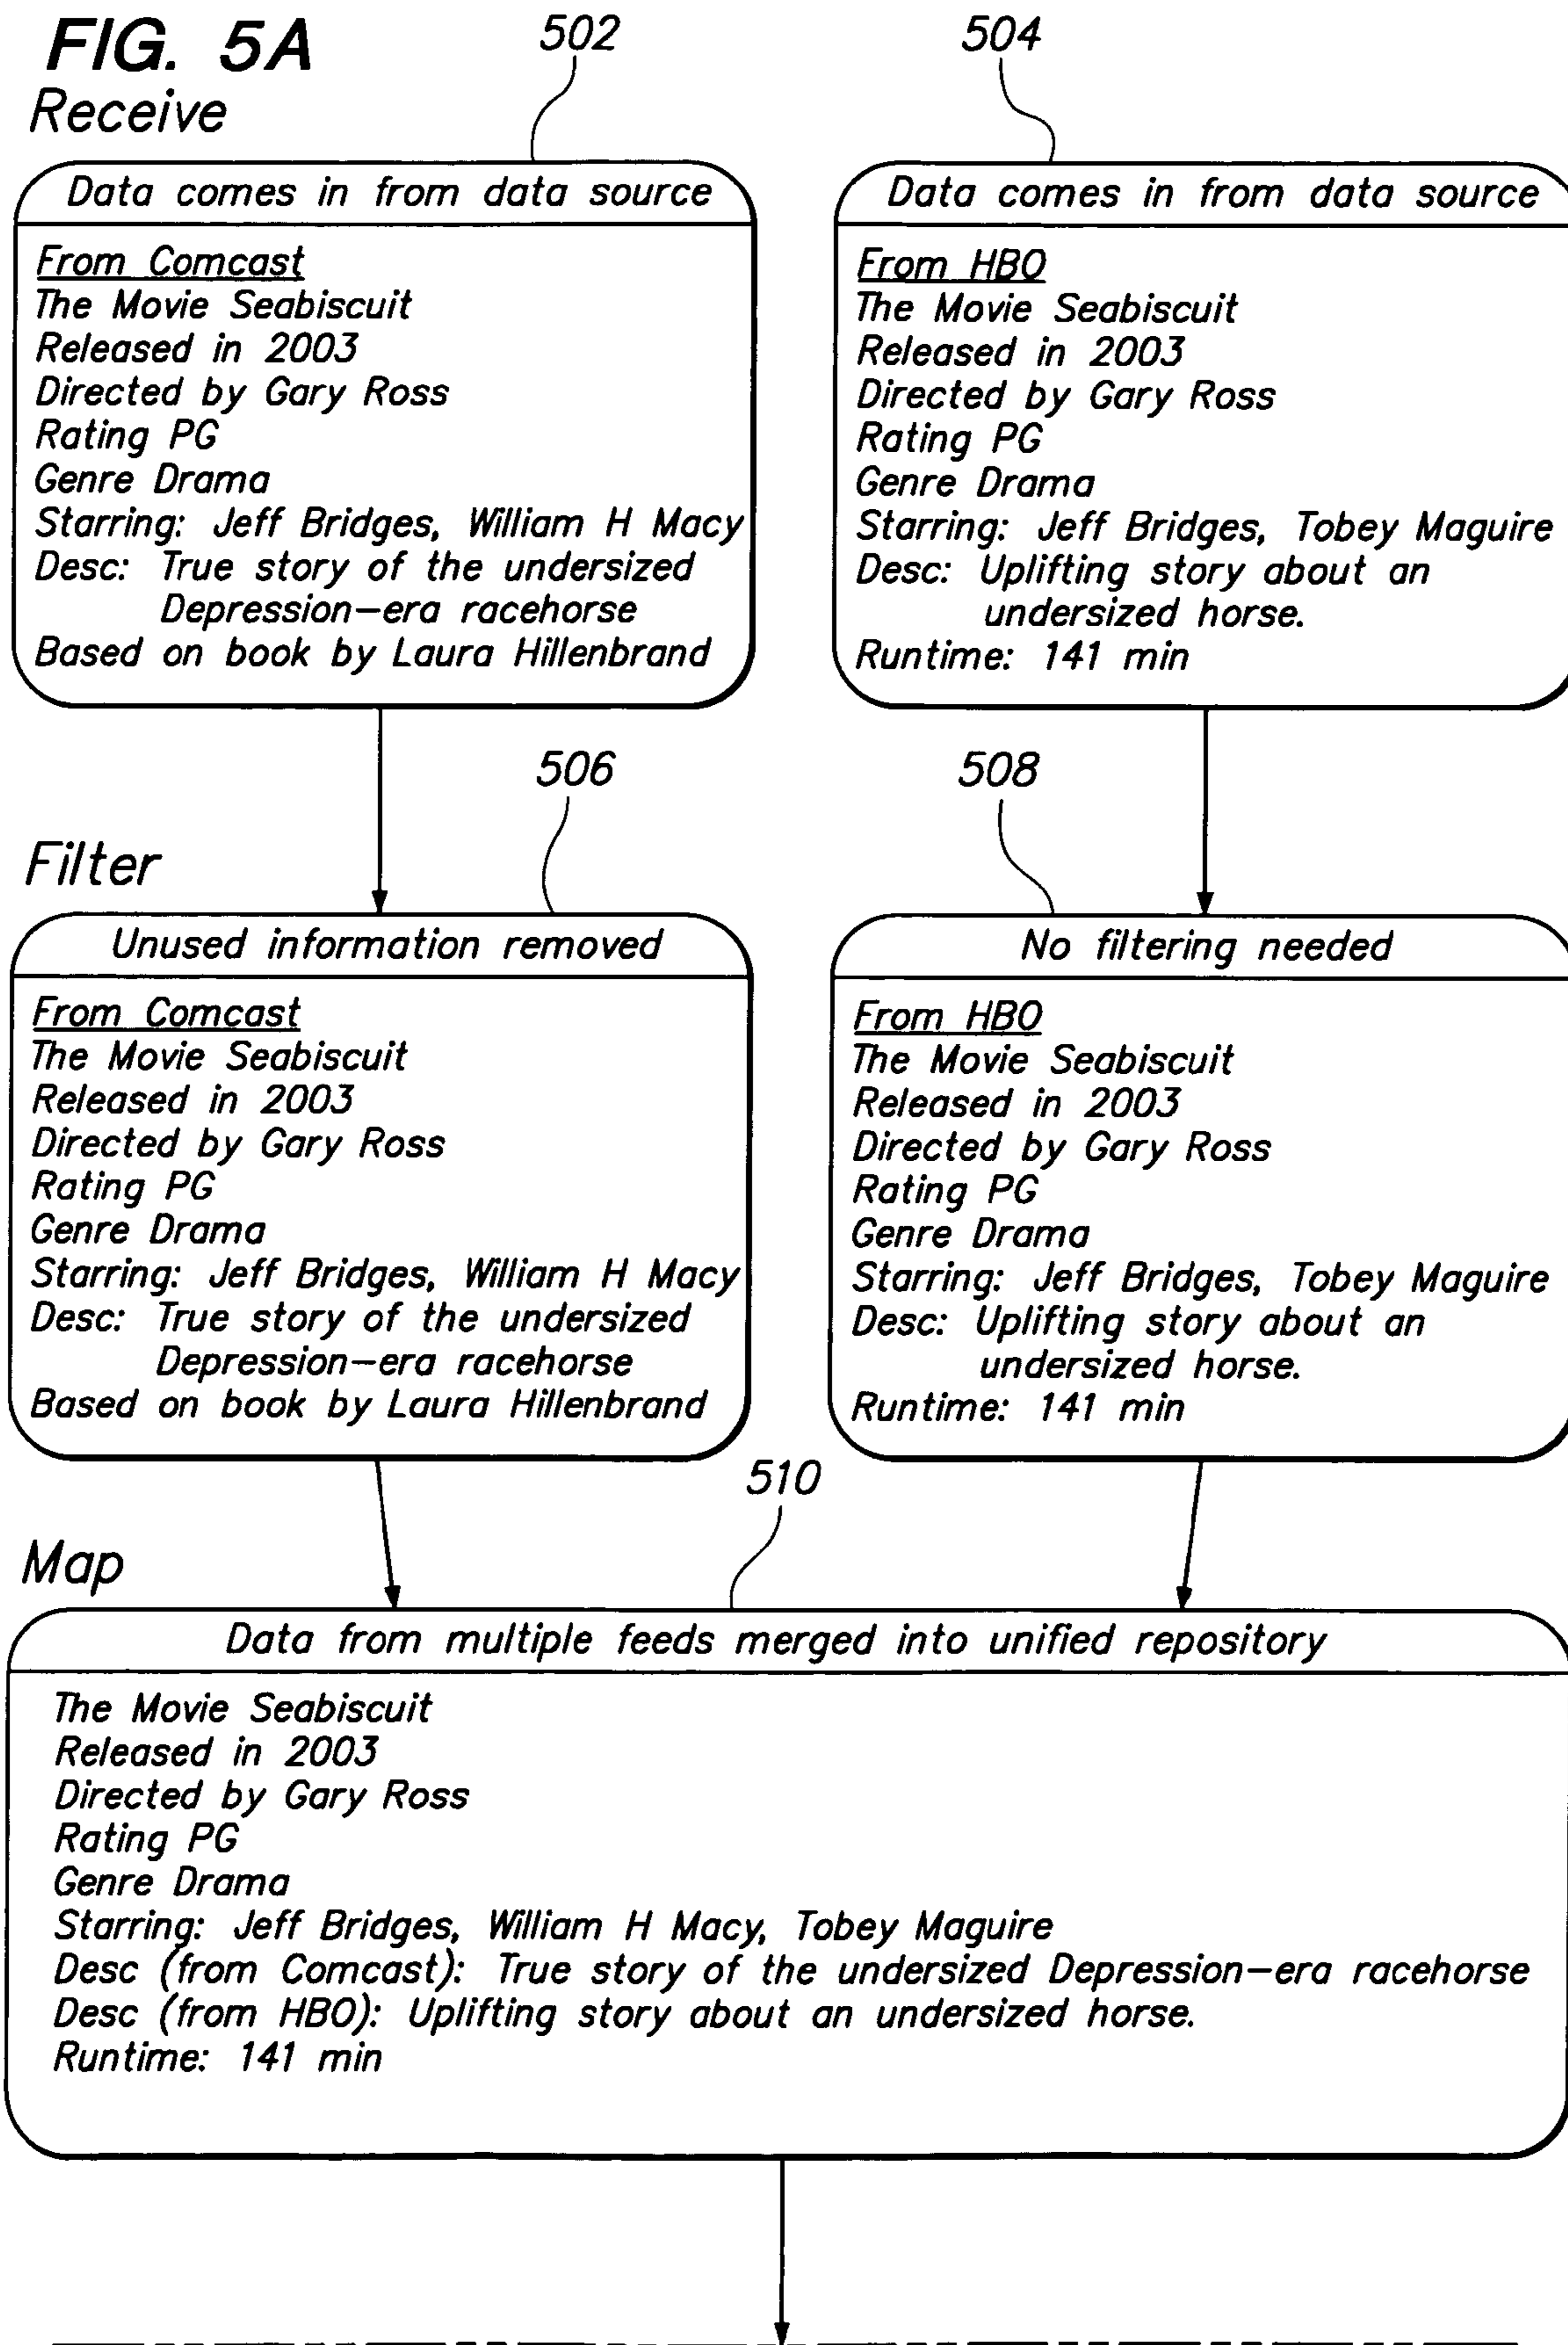 FIG. 5A
Receive
502
504
Data comes in from data source
From Comcast
The Movie Seabiscuit
Released in 2003
Directed by Gary Ross
Rating PG
Genre Drama
Starring: Jeff Bridges, William H Macy
Desc: True story of the undersized
Depression-era racehorse
Based on book by Laura Hillenbrand
Data comes in from data source
From HBO
The Movie Seabiscuit
Released in 2003
Directed by Gary Ross
Rating PG
Genre Drama
Starring: Jeff Bridges, Tobey Maguire
Desc: Uplifting story about an
undersized horse.
Runtime: 141 min
Filter
506
508
Unused information removed
From Comcast
The Movie Seabiscuit
Released in 2003
Directed by Gary Ross
Rating PG
Genre Drama
Starring: Jeff Bridges, William H Macy
Desc: True story of the undersized
Depression-era racehorse
Based on book by Laura Hillenbrand
No filtering needed
From HBO
The Movie Seabiscuit
Released in 2003
Directed by Gary Ross
Rating PG
Genre Drama
Starring: Jeff Bridges, Tobey Maguire
Desc: Uplifting story about an
undersized horse.
Runtime: 141 min
Map
510
Data from multiple feeds merged into unified repository
The Movie Seabiscuit
Released in 2003
Directed by Gary Ross
Rating PG
Genre Drama
Starring: Jeff Bridges, William H Macy, Tobey Maguire
Desc (from Comcast): True story of the undersized Depression-era racehorse
Desc (from HBO): Uplifting story about an undersized horse.
Runtime: 141 min